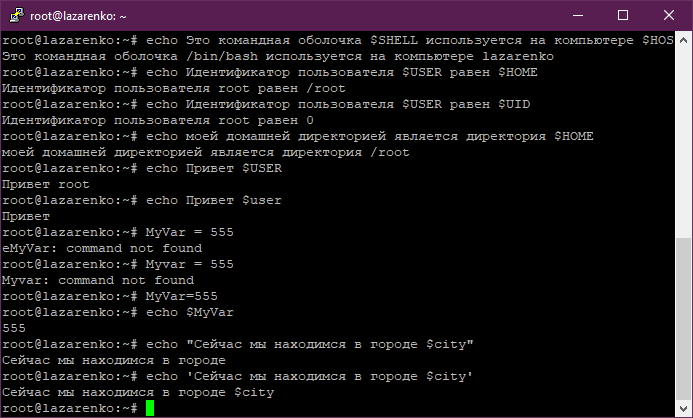 root@lazarenko: ~
root@lazarenko:~# echo Это командная оболочка $SHELL используется на компьютере $HOS
Это командная оболочка /bin/bash используется на компьютере lazarenko
root@lazarenko:~# echo Идентификатор пользователя $USER равен $HOME
Идентификатор пользователя root равен /root
root@lazarenko:~# echo Идентификатор пользователя $USER равен $UID
Идентификатор пользователя root равен 0
root@lazarenko:~# echo моей домашней директорией является директория $HOME
моей домашней директорией является директория /root
root@lazarenko:~# echo Привет $USER
Привет root
root@lazarenko:~# echo Привет $user
Привет
root@lazarenko:~# MyVar = 555
eMyVar: command not found
root@lazarenko:~# Myvar = 555
Myvar: command not found
root@lazarenko:~# MyVar=555
root@lazarenko:~# echo $MyVar
555
root@lazarenko:~# echo "Сейчас мы находимся в городе $city"
Сейчас мы находимся в городе
root@lazarenko:~# echo 'Сейчас мы находимся в городе $city'
Сейчас мы находимся в городе $city
root@lazarenko:~#